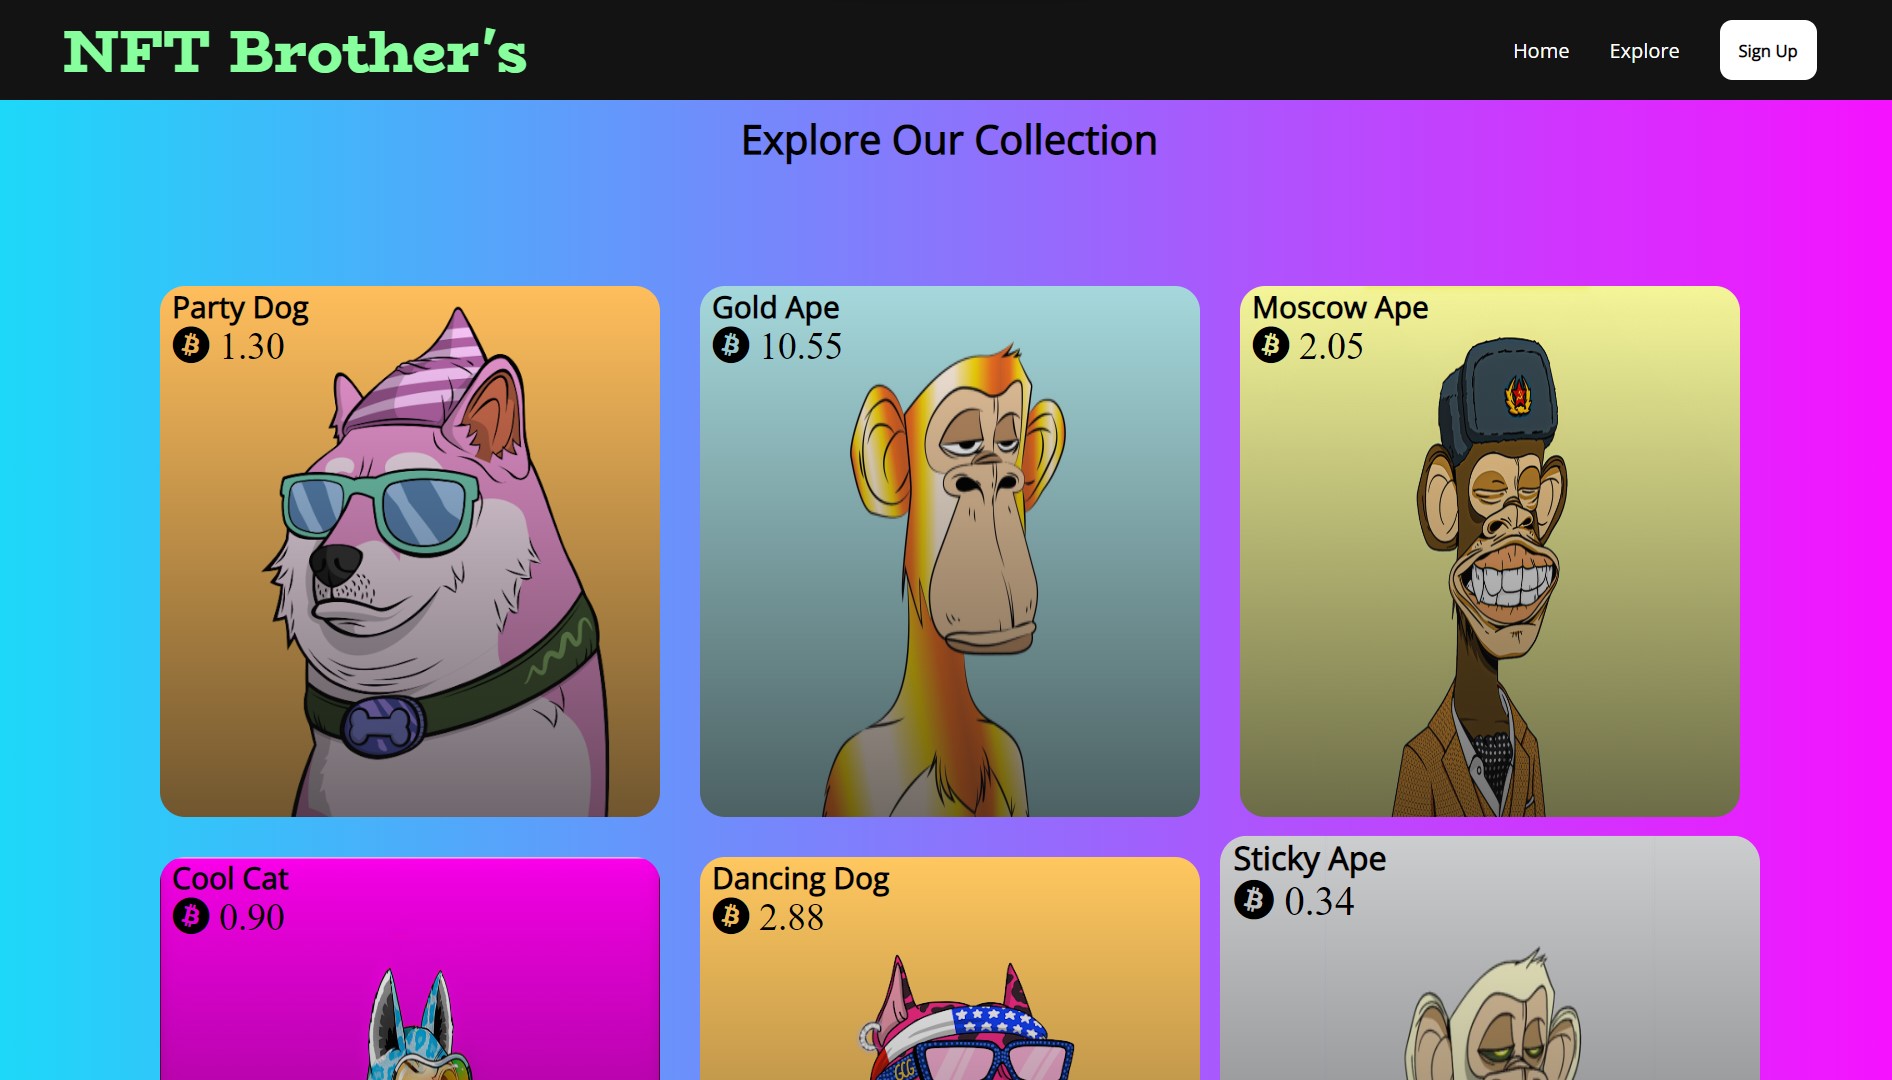 NFT Brother's
Home Explore Sign Up
Explore Our Collection
Party Dog
1.30
Gold Ape
10.55
Moscow Ape
2.05
Cool Cat
0.90
Dancing Dog
2.88
GCG
Sticky Ape
0.34